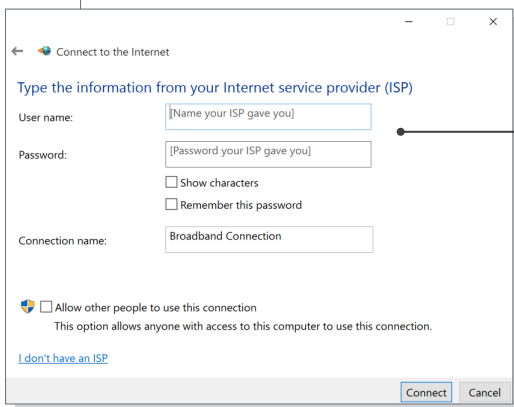 Connect to the Internet
Type the information from your Internet service provider (ISP)
User name:
[Name your ISP gave you]
Password:
[Password your ISP gave you]
Show characters
Remember this password
Connection name:
Broadband Connection
Allow other people to use this connection
This option allows anyone with access to this computer to use this connection.
I don't have an ISP
Connect Cancel